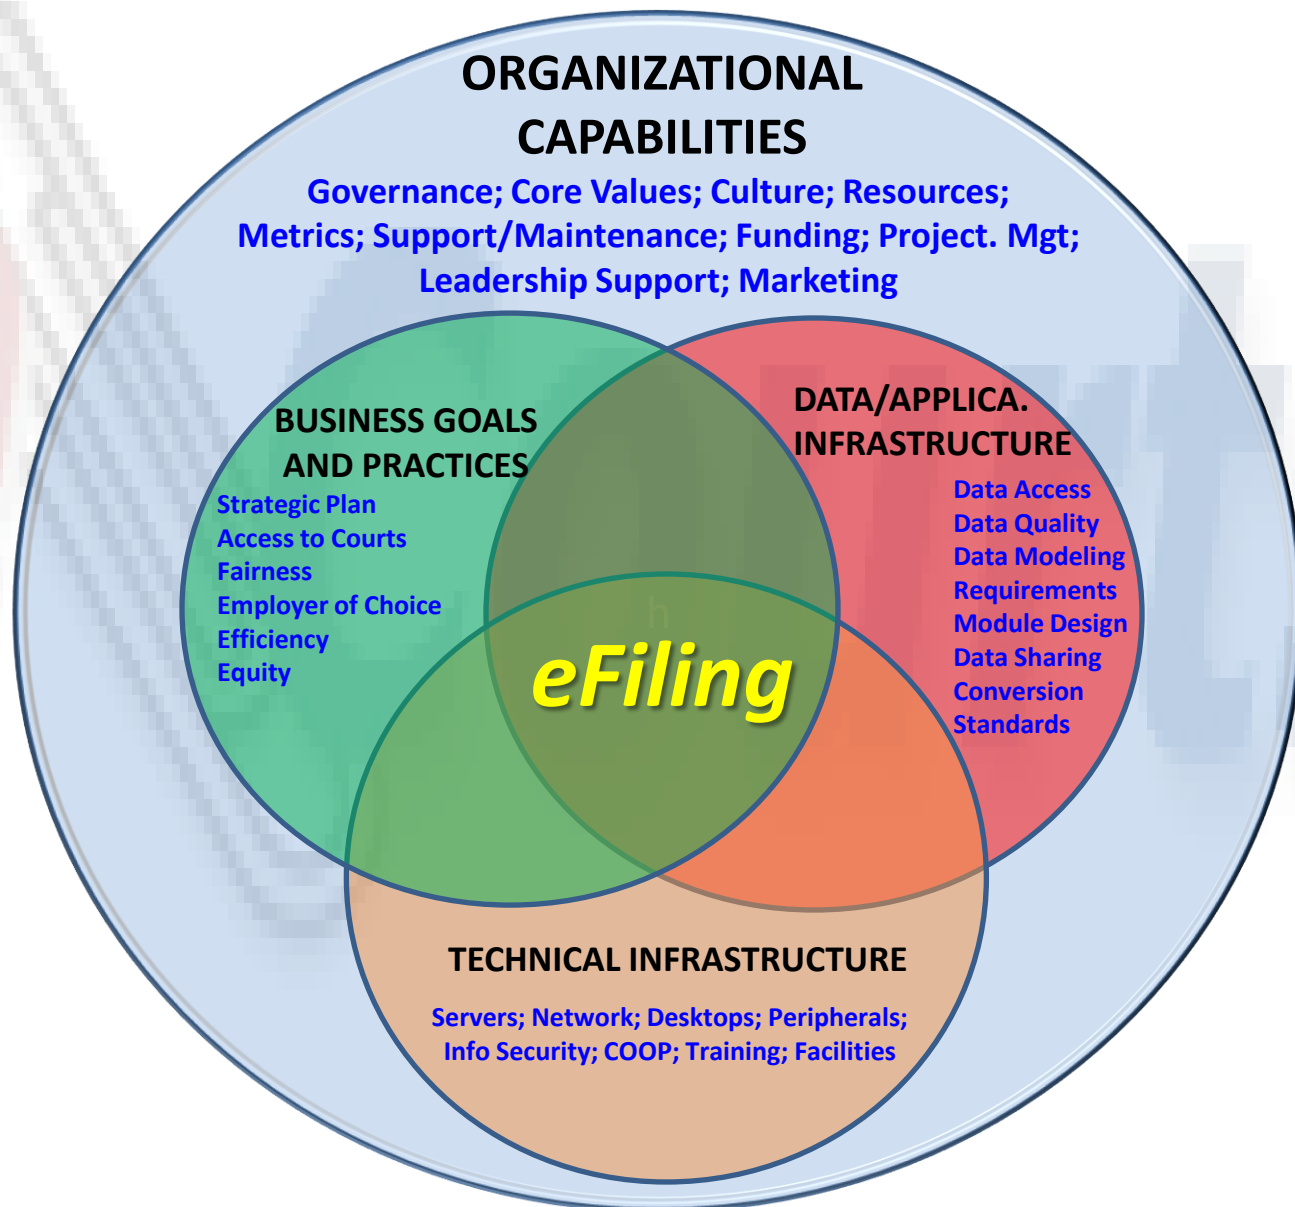 ORGANIZATIONAL
CAPABILITIES
Governance; Core Values; Culture; Resources;
Metrics; Support/Maintenance; Funding; Project. Mgt;
Leadership Support; Marketing
BUSINESS GOALS
AND PRACTICES
Strategic Plan
Access to Courts
Fairness
Employer of Choice
Efficiency
Equity
DATA/APPLICA.
INFRASTRUCTURE
Data Access
Data Quality
Data Modeling
Requirements
Module Design
Data Sharing
Conversion
Standards
h
eFiling
TECHNICAL INFRASTRUCTURE
Servers; Network; Desktops; Peripherals;
Info Security; COOP; Training; Facilities